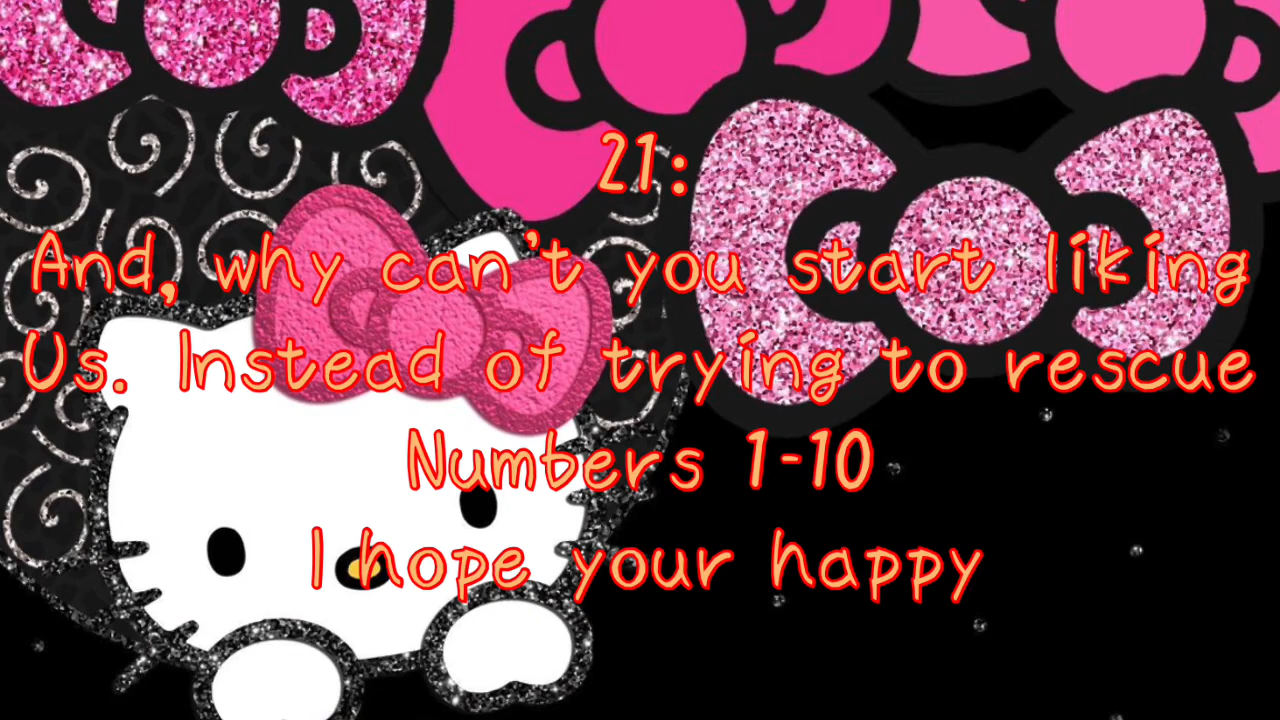 21:
And, why can't you start liking
Us. Instead of trying to rescue
Numbers 1-10
I hope your happy